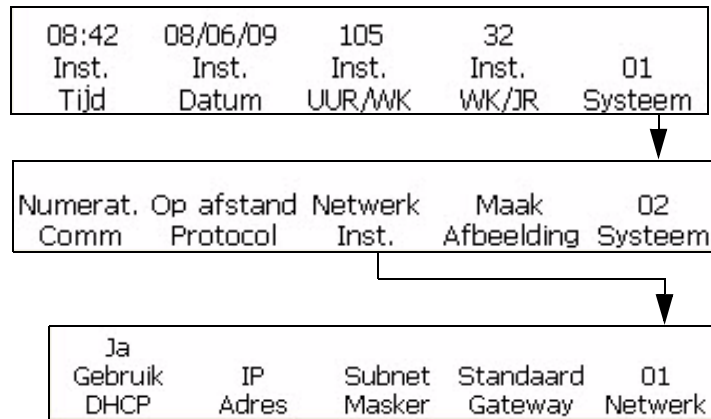 08:42 08/06/09 105 32
Inst. Inst. Inst. Inst. 01
Tijd Datum UUR/WK WK/JR Systeem
Numerat. Op afstand Netwerk Maak 02
Comm Protocol Inst. Afbeelding Systeem
Ja
Gebruik IP Subnet Standaard 01
DHCP Adres Masker Gateway Netwerk